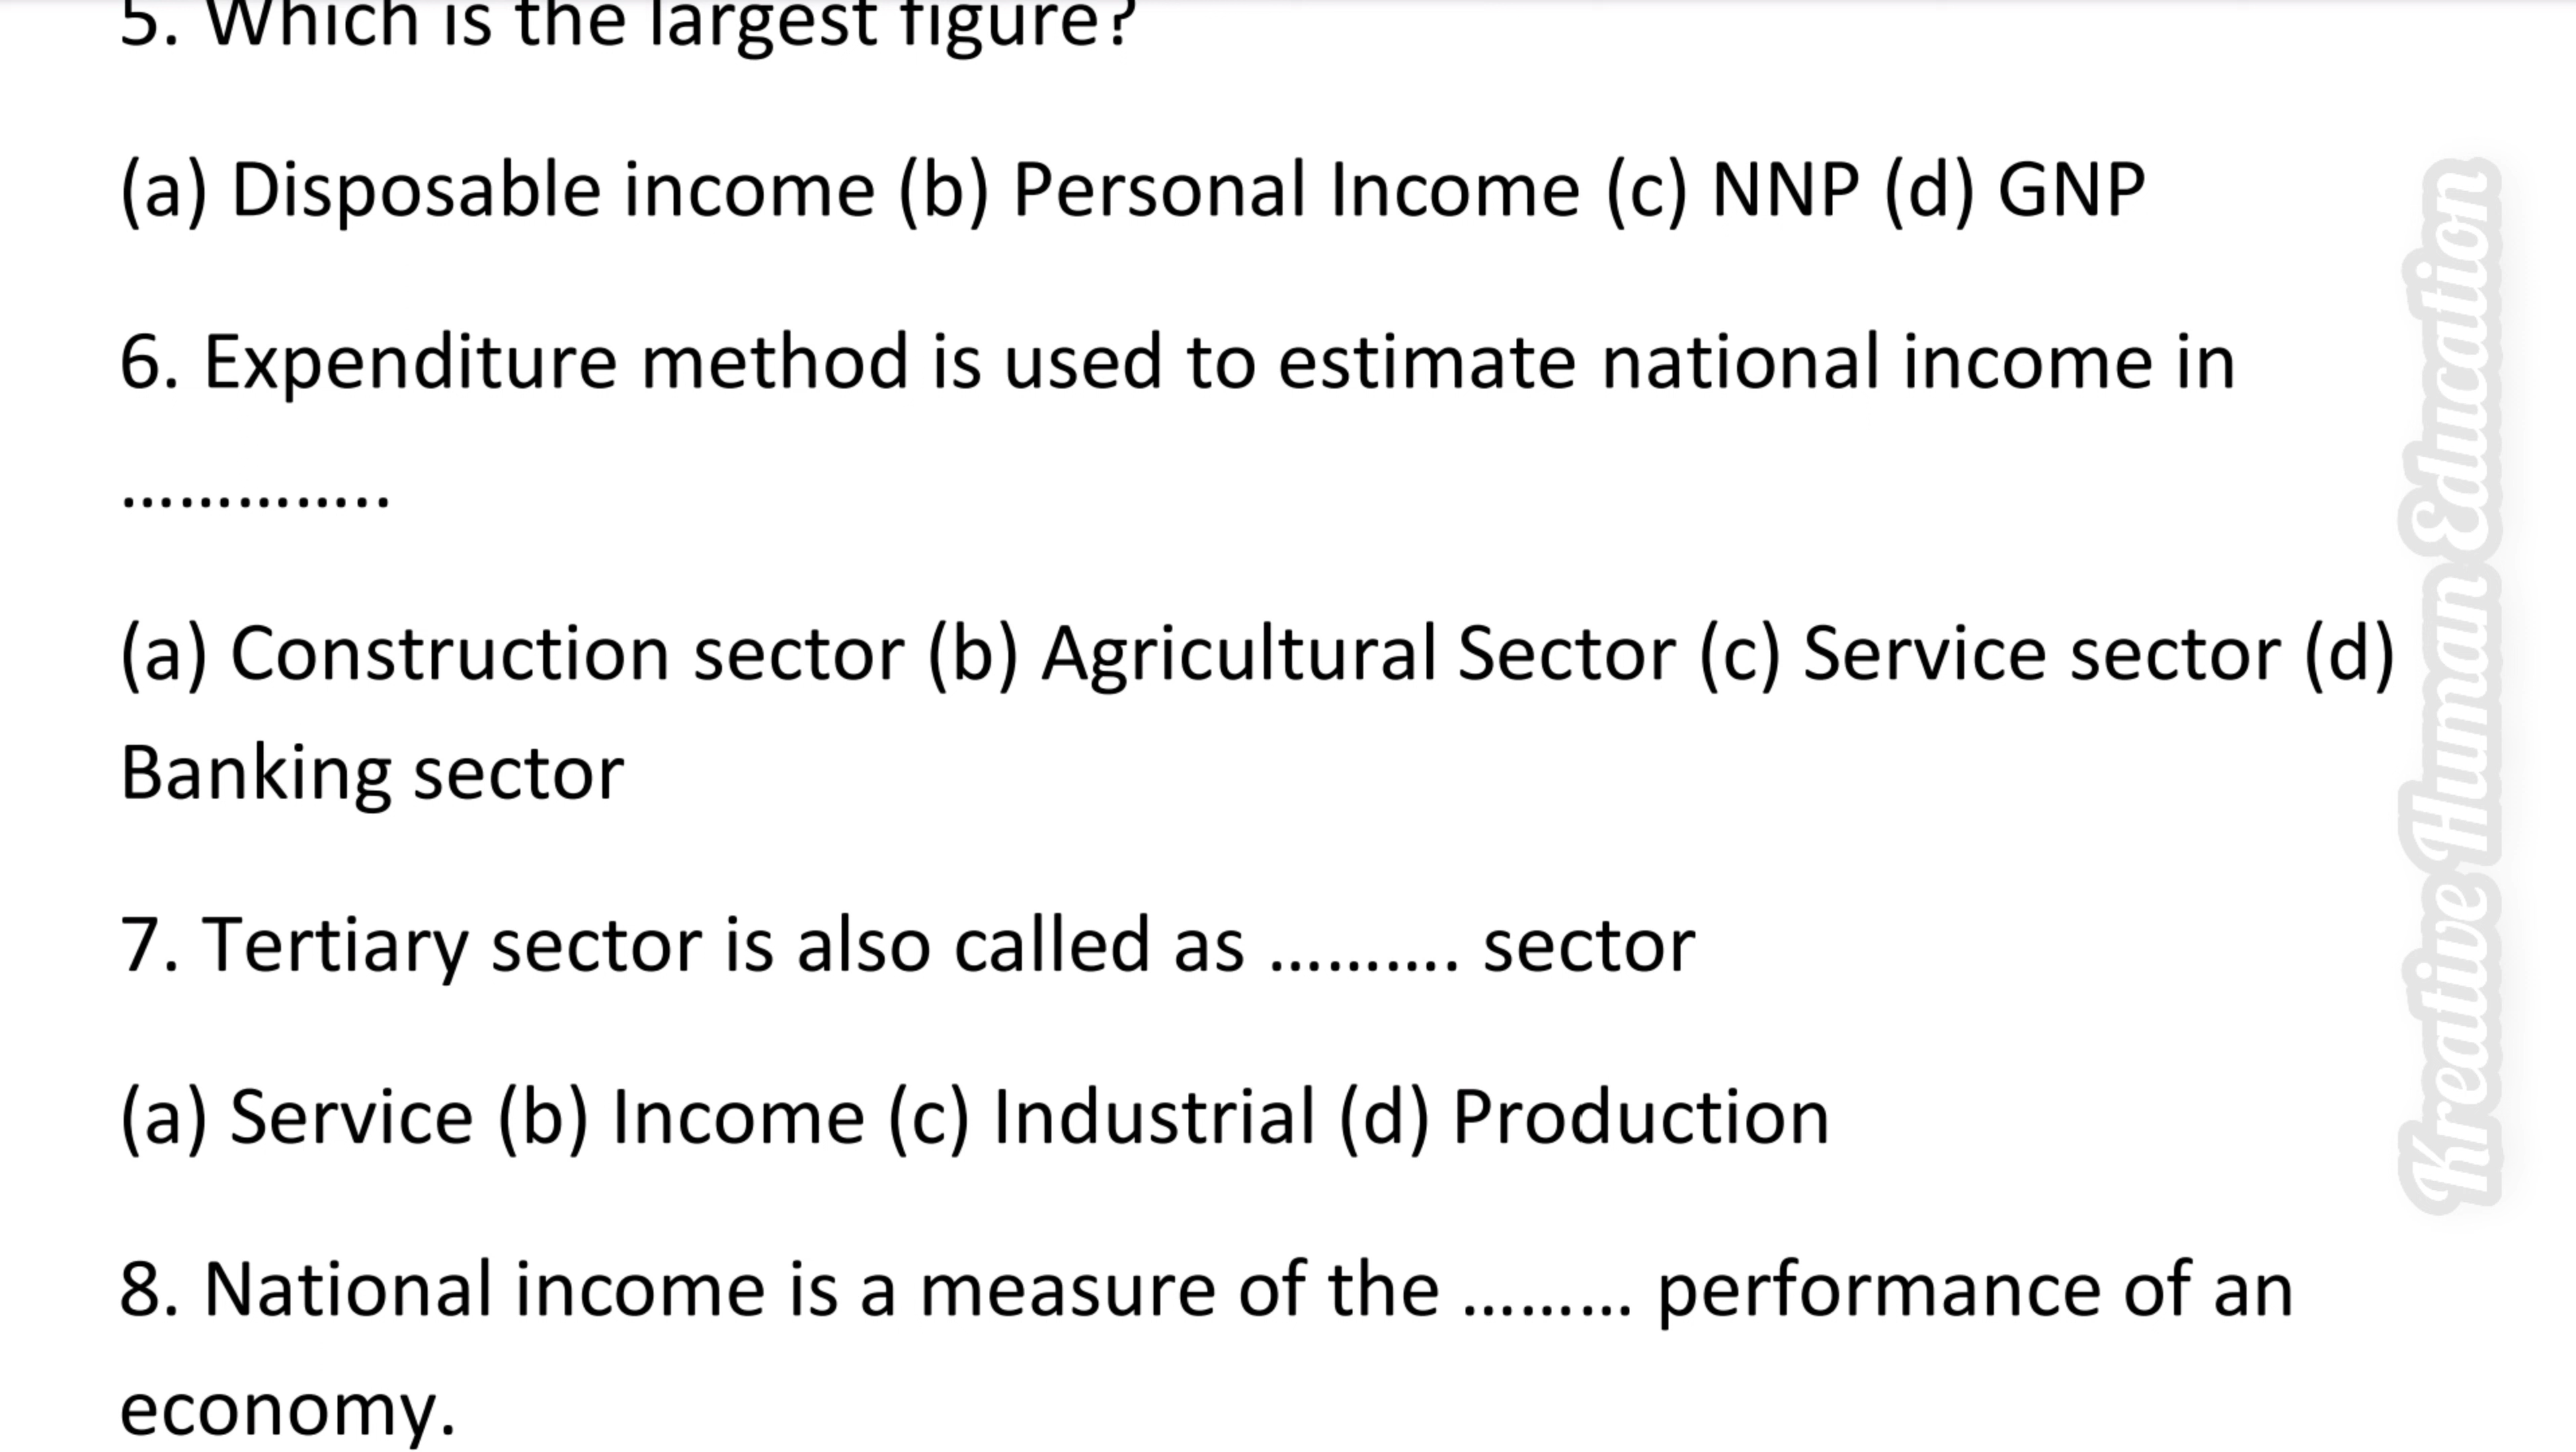 5. Which is the largest figure?
(a) Disposable income (b) Personal Income (c) NNP (d) GNP
6. Expenditure method is used to estimate national income in
..............
(a) Construction sector (b) Agricultural Sector (c) Service sector (d)
Banking sector
7. Tertiary sector is also called as .......... sector
(a) Service (b) Income (c) Industrial (d) Production
8. National income is a measure of the ......... performance of an
economy.
Kreative Human Education